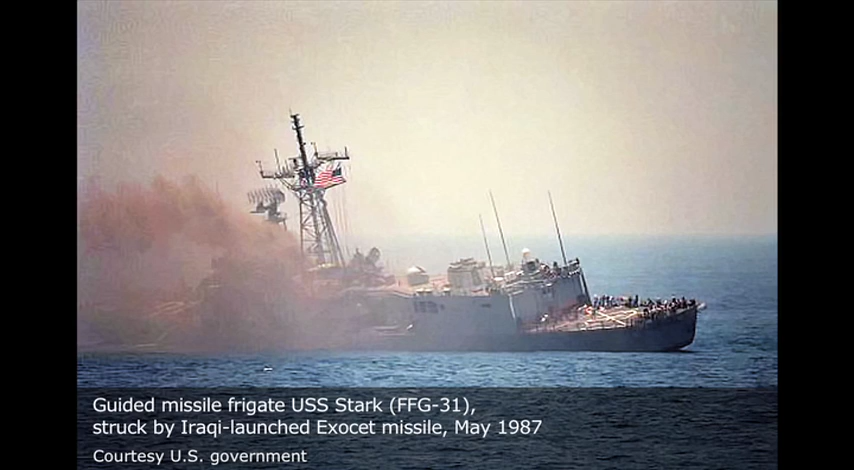 Guided missile frigate USS Stark (FFG-31),
struck by Iraqi-launched Exocet missile, May 1987
Courtesy U.S. government